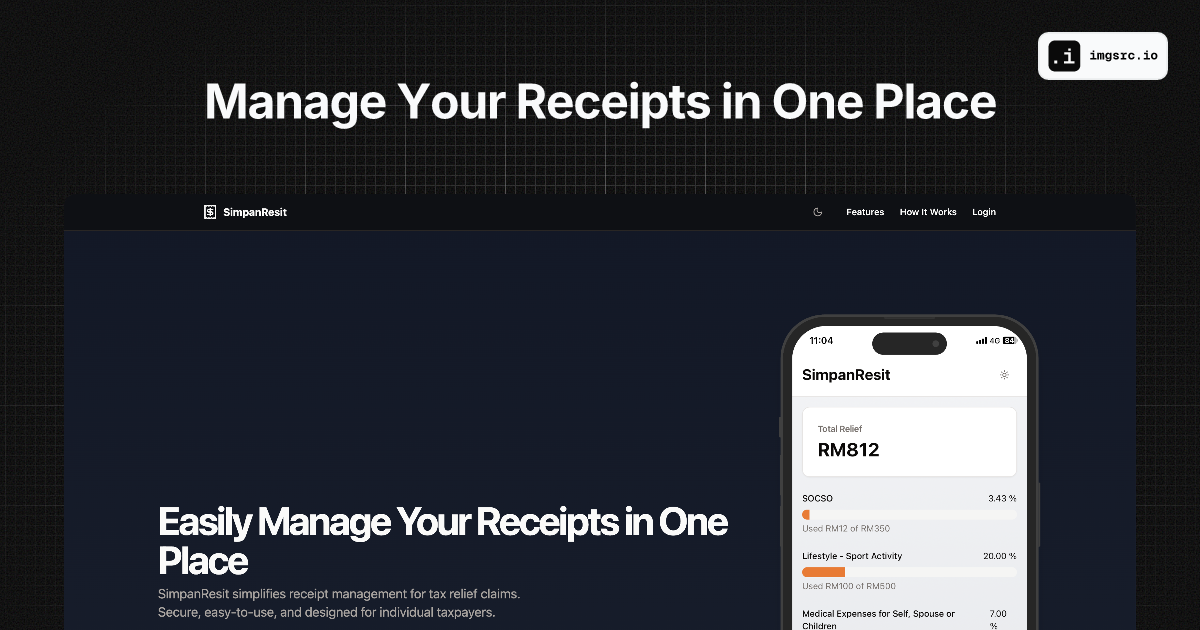 .i imgsrc.io
Manage Your Receipts in One Place
SimpanResit
Features How It Works Login
11:04
4G 84
SimpanResit
Total Relief
RM812
SOCSO 3.43 %
Used RM12 of RM350
Lifestyle - Sport Activity 20.00 %
Used RM100 of RM500
Medical Expenses for Self, Spouse or Children 7.00 %
Easily Manage Your Receipts in One
Place
SimpanResit simplifies receipt management for tax relief claims.
Secure, easy-to-use, and designed for individual taxpayers.